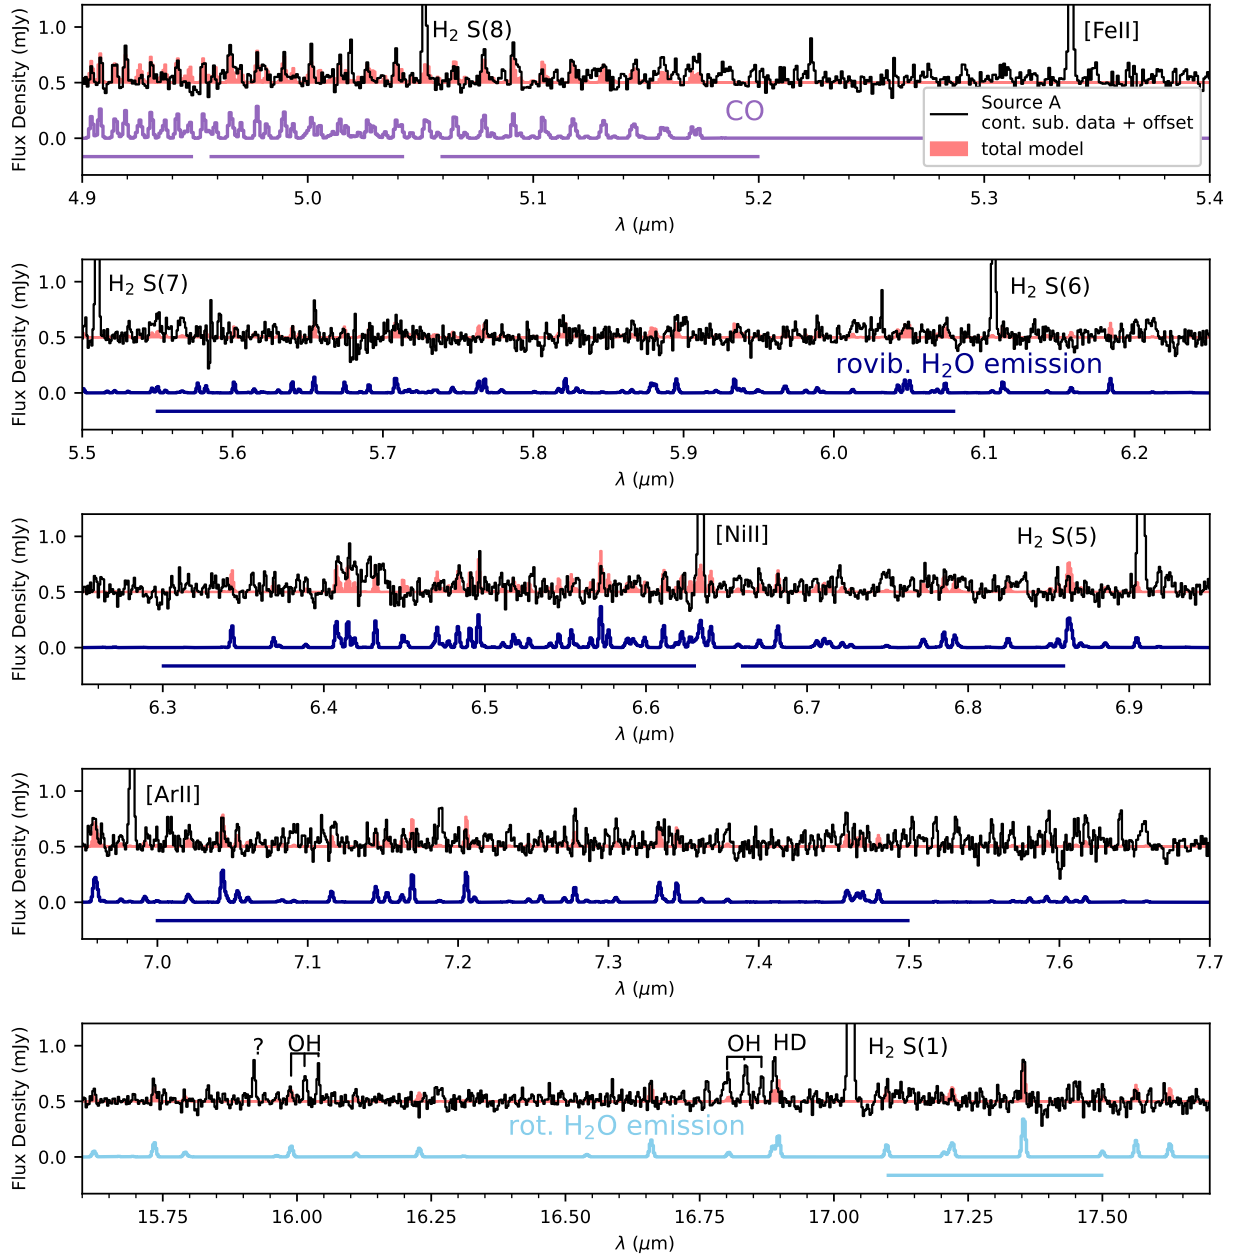 1.0
0.5
0.0
Flux Density (mJy)
H₂ S(8)
[FeII]
CO
Source A
cont. sub. data + offset
total model
4.9 5.0 5.1 5.2 5.3 5.4
λ (μm)
1.0
0.5
0.0
Flux Density (mJy)
H₂ S(7)
H₂ S(6)
rovib. H₂O emission
5.5 5.6 5.7 5.8 5.9 6.0 6.1 6.2
λ (μm)
1.0
0.5
0.0
Flux Density (mJy)
[NiII]
H₂ S(5)
6.3 6.4 6.5 6.6 6.7 6.8 6.9
λ (μm)
1.0
0.5
0.0
Flux Density (mJy)
[ArII]
7.0 7.1 7.2 7.3 7.4 7.5 7.6 7.7
λ (μm)
1.0
0.5
0.0
Flux Density (mJy)
? OH OH HD H₂ S(1)
rot. H₂O emission
15.75 16.00 16.25 16.50 16.75 17.00 17.25 17.50
λ (μm)